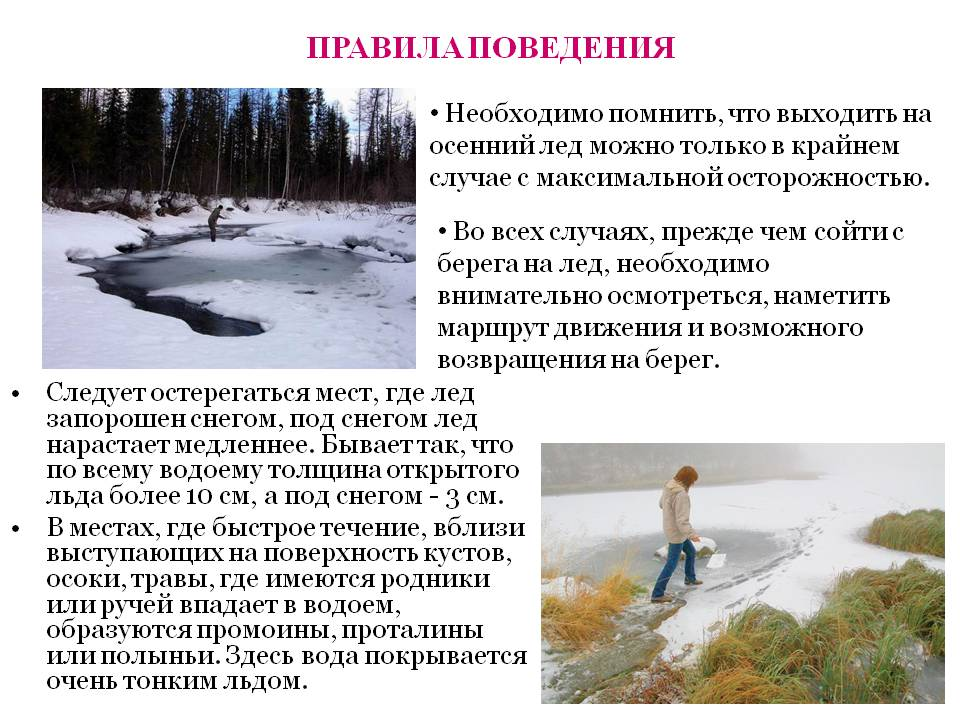 ПРАВИЛА ПОВЕДЕНИЯ
• Необходимо помнить, что выходить на
осенний лед можно только в крайнем
случае с максимальной осторожностью.
• Во всех случаях, прежде чем сойти с
берега на лед, необходимо
внимательно осмотреться, наметить
маршрут движения и возможного
возвращения на берег.
• Следует остерегаться мест, где лед
запорошен снегом, под снегом лед
нарастает медленнее. Бывает так, что
по всему водоему толщина открытого
льда более 10 см, а под снегом - 3 см.
• В местах, где быстрое течение, вблизи
выступающих на поверхность кустов,
осоки, травы, где имеются родники
или ручей впадает в водоем,
образуются промоины, проталины
или полыньи. Здесь вода покрывается
очень тонким льдом.